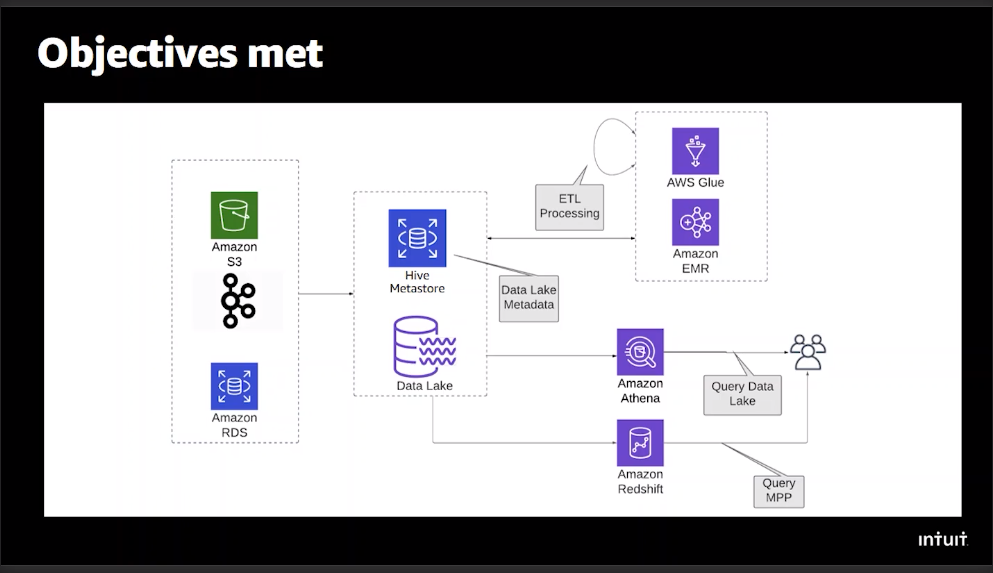 Objectives met
Amazon
S3
Amazon
RDS
Hive
Metastore
Data Lake
Data Lake
Metadata
ETL
Processing
AWS Glue
Amazon
EMR
Amazon
Athena
Query Data
Lake
Amazon
Redshift
Query
MPP
intuit.